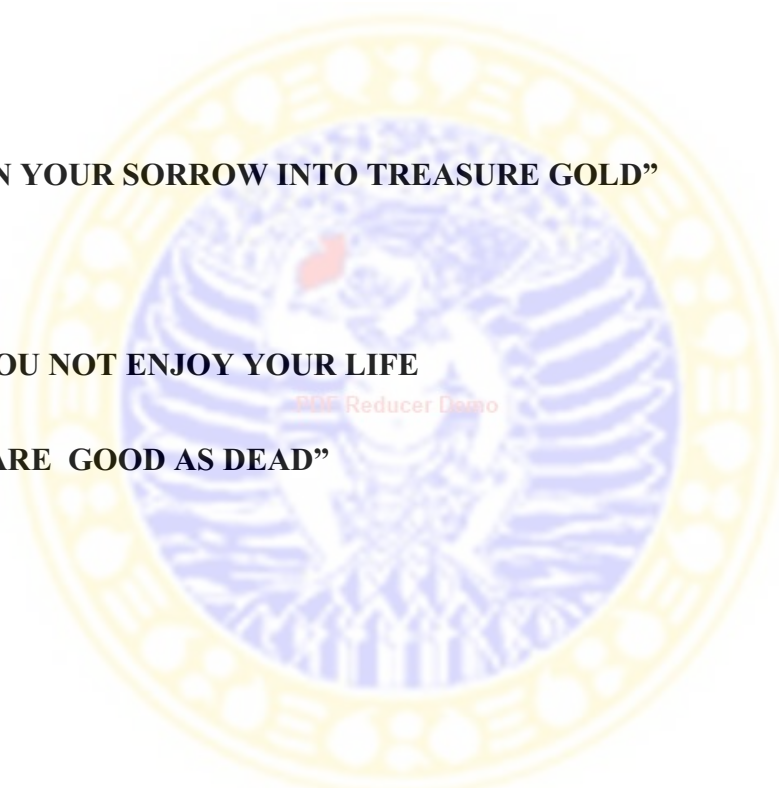 N YOUR SORROW INTO TREASURE GOLD”
OU NOT ENJOY YOUR LIFE
PDF Reducer Demo
ARE  GOOD AS DEAD”